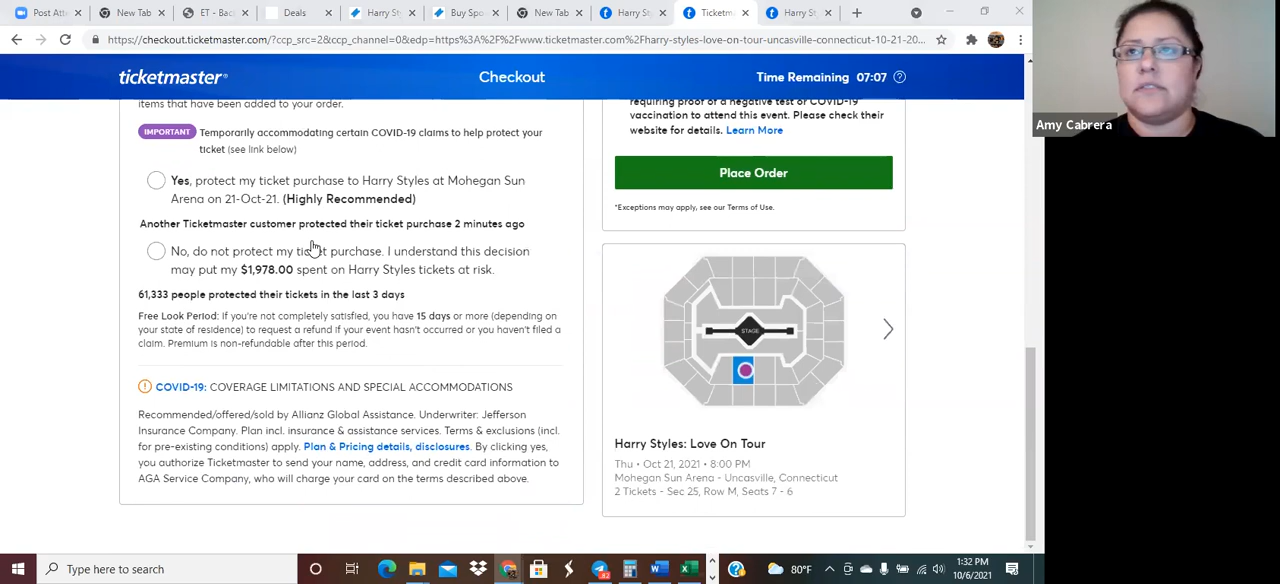 Post Att
New Tab
ET - Back
Deals
Harry St
Buy Spo
New Tab
Harry St
Ticketm
Harry St
https://checkout.ticketmaster.com/?ccp_src=2&ccp_channel=0&edp=https%3A%2F%2Fwww.ticketmaster.com%2Fharry-styles-love-on-tour-uncasville-connecticut-10-21-20...
ticketmaster®
Checkout
Time Remaining 07:07
items that have been added to your order.
IMPORTANT Temporarily accommodating certain COVID-19 claims to help protect your
ticket (see link below)
Yes, protect my ticket purchase to Harry Styles at Mohegan Sun
Arena on 21-Oct-21. (Highly Recommended)
Another Ticketmaster customer protected their ticket purchase 2 minutes ago
No, do not protect my ticket purchase. I understand this decision
may put my $1,978.00 spent on Harry Styles tickets at risk.
61,333 people protected their tickets in the last 3 days
Free Look Period: If you're not completely satisfied, you have 15 days or more (depending on
your state of residence) to request a refund if your event hasn't occurred or you haven't filed a
claim. Premium is non-refundable after this period.
COVID-19: COVERAGE LIMITATIONS AND SPECIAL ACCOMMODATIONS
Recommended/offered/sold by Allianz Global Assistance. Underwriter: Jefferson
Insurance Company. Plan incl. insurance & assistance services. Terms & exclusions (incl.
for pre-existing conditions) apply. Plan & Pricing details, disclosures. By clicking yes,
you authorize Ticketmaster to send your name, address, and credit card information to
AGA Service Company, who will charge your card on the terms described above.
requiring proof of a negative test or COVID-19
vaccination to attend this event. Please check their
website for details. Learn More
Place Order
*Exceptions may apply, see our Terms of Use.
STAGE
Harry Styles: Love On Tour
Thu • Oct 21, 2021 • 8:00 PM
Mohegan Sun Arena - Uncasville, Connecticut
2 Tickets - Sec 25, Row M, Seats 7 - 6
Amy Cabrera
Type here to search
80°F
1:32 PM
10/6/2021